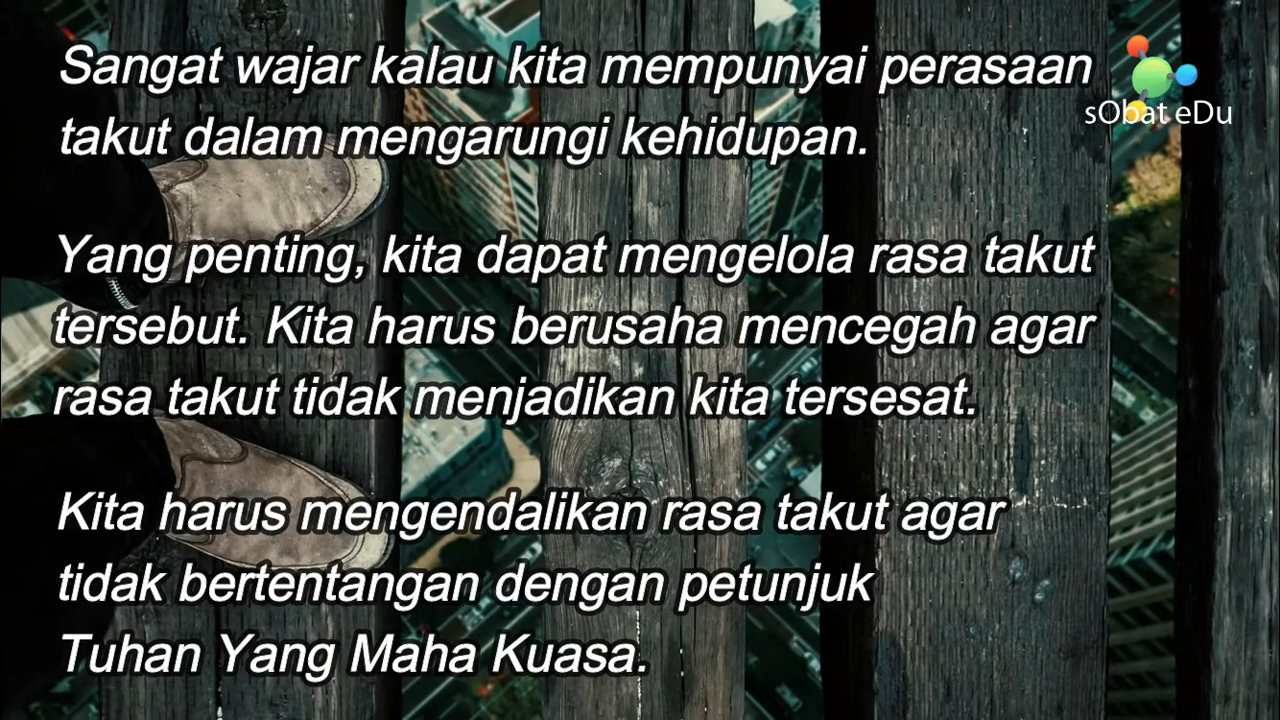 Sangat wajar kalau kita mempunyai perasaan
takut dalam mengarungi kehidupan.
sObat eDu
Yang penting, kita dapat mengelola rasa takut
tersebut. Kita harus berusaha mencegah agar
rasa takut tidak menjadikan kita tersesat.
Kita harus mengendalikan rasa takut agar
tidak bertentangan dengan petunjuk
Tuhan Yang Maha Kuasa.